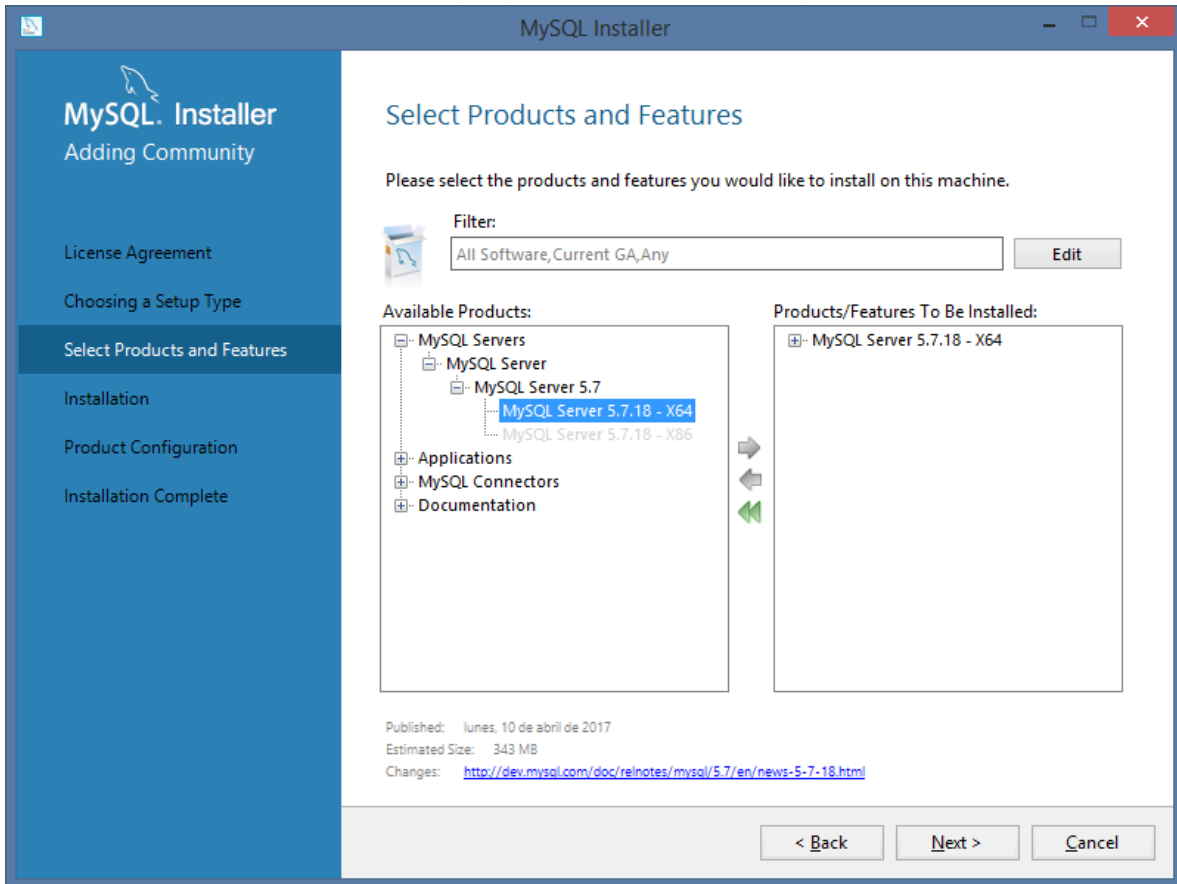 MySQL Installer
MySQL. Installer
Adding Community
License Agreement
Choosing a Setup Type
Select Products and Features
Installation
Product Configuration
Installation Complete
Select Products and Features
Please select the products and features you would like to install on this machine.
Filter:
All Software,Current GA,Any
Edit
Available Products:
MySQL Servers
MySQL Server
MySQL Server 5.7
MySQL Server 5.7.18 - X64
MySQL Server 5.7.18 - X86
Applications
MySQL Connectors
Documentation
Products/Features To Be Installed:
MySQL Server 5.7.18 - X64
Published: lunes, 10 de abril de 2017
Estimated Size: 343 MB
Changes: http://dev.mysql.com/doc/relnotes/mysql/5.7/en/news-5-7-18.html
< Back
Next >
Cancel